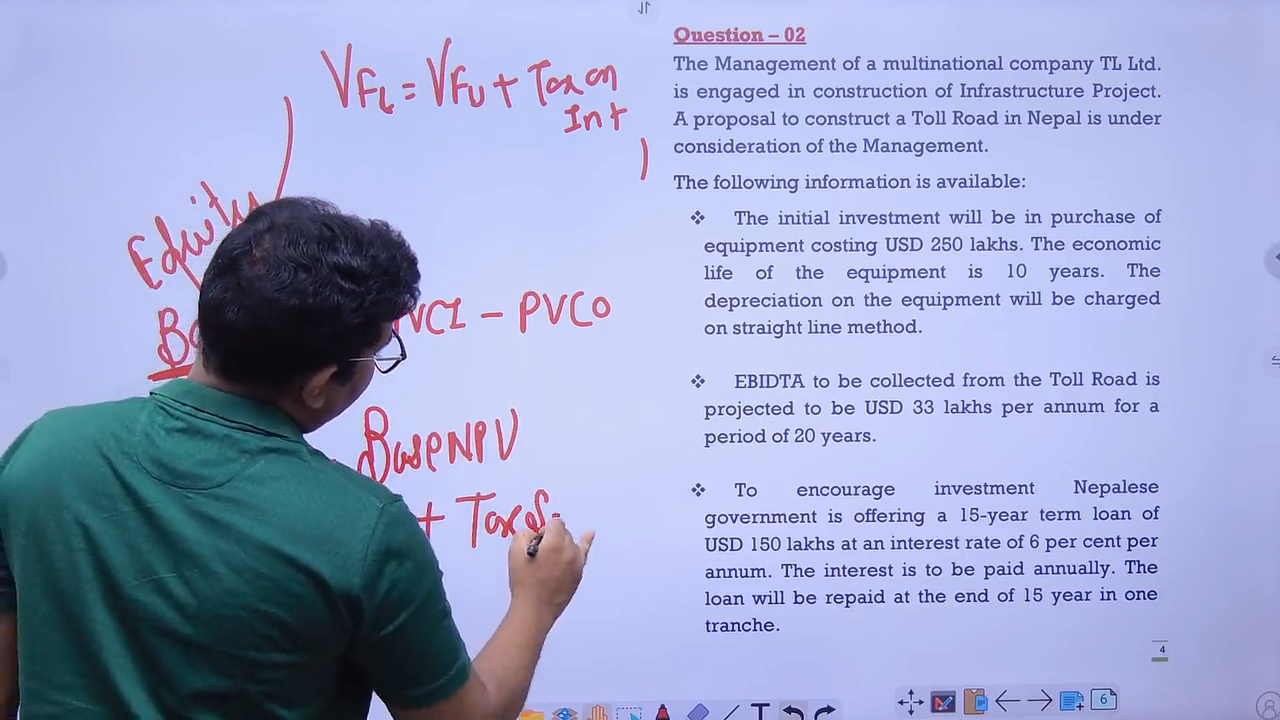 VFL = VFU + Tax on
Int
Equity
PVCI - PVCO
Base NPV
+ Tax
Question – 02
The Management of a multinational company TL Ltd.
is engaged in construction of Infrastructure Project.
A proposal to construct a Toll Road in Nepal is under
consideration of the Management.
The following information is available:
❖ The initial investment will be in purchase of
equipment costing USD 250 lakhs. The economic
life of the equipment is 10 years. The
depreciation on the equipment will be charged
on straight line method.
❖ EBIDTA to be collected from the Toll Road is
projected to be USD 33 lakhs per annum for a
period of 20 years.
❖ To encourage investment Nepalese
government is offering a 15-year term loan of
USD 150 lakhs at an interest rate of 6 per cent per
annum. The interest is to be paid annually. The
loan will be repaid at the end of 15 year in one
tranche.
4
6